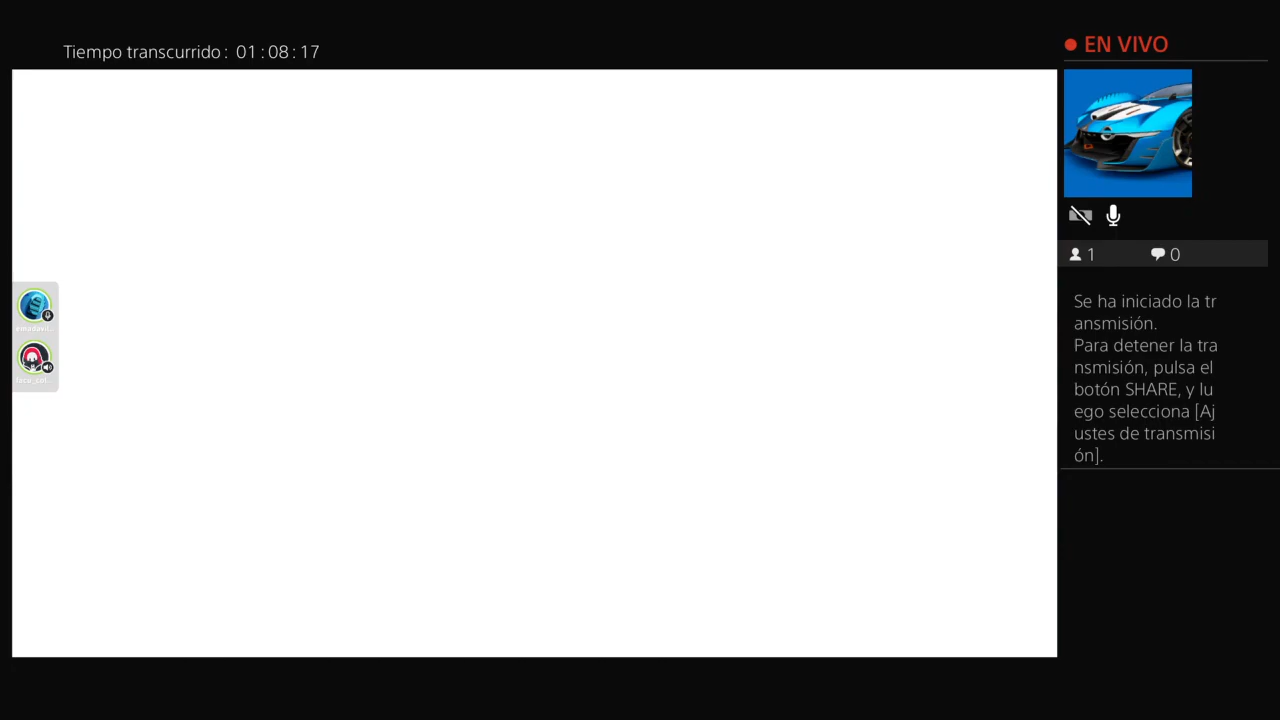 Tiempo transcurrido : 01 : 08 : 17
EN VIVO
1
0
Se ha iniciado la tr
ansmisión.
Para detener la tra
nsmisión, pulsa el
botón SHARE, y lu
ego selecciona [Aj
ustes de transmisi
ón].